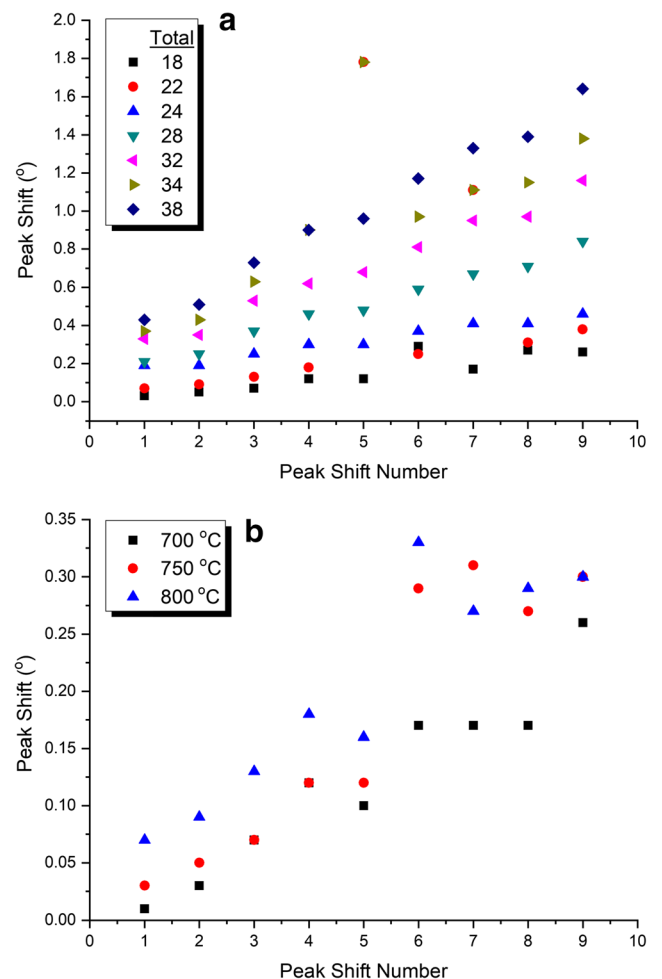 a
Total
18
22
24
28
32
34
38
2.0
1.8
1.6
1.4
1.2
1.0
0.8
0.6
0.4
0.2
0.0
Peak Shift (°)
0 1 2 3 4 5 6 7 8 9 10
Peak Shift Number
b
700 °C
750 °C
800 °C
0.35
0.30
0.25
0.20
0.15
0.10
0.05
0.00
Peak Shift (°)
0 1 2 3 4 5 6 7 8 9 10
Peak Shift Number